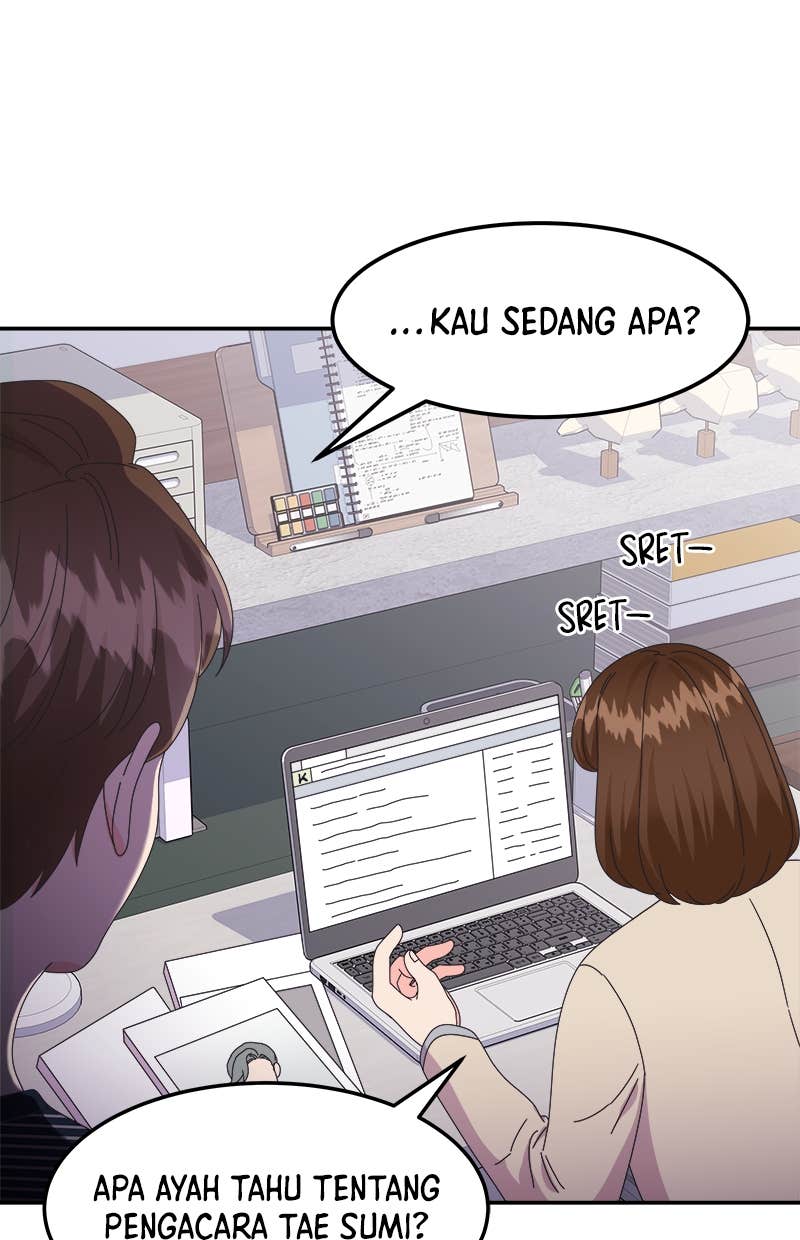 ...KAU SEDANG APA?
SRET—
SRET—
K
APA AYAH TAHU TENTANG
PENGACARA TAE SUMI?